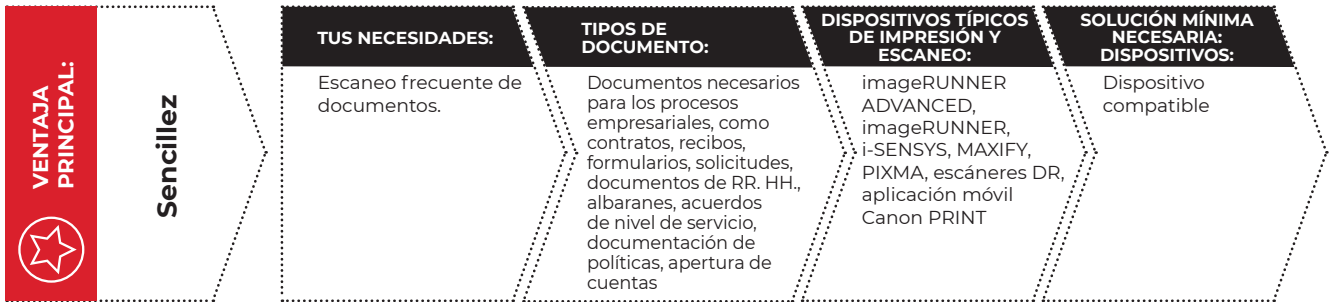 VENTAJA
PRINCIPAL:
Sencillez
TUS NECESIDADES:
Escaneo frecuente de
documentos.
TIPOS DE
DOCUMENTO:
Documentos necesarios
para los procesos
empresariales, como
contratos, recibos,
formularios, solicitudes,
documentos de RR. HH.,
albaranes, acuerdos
de nivel de servicio,
documentación de
políticas, apertura de
cuentas
DISPOSITIVOS TÍPICOS
DE IMPRESIÓN Y
ESCANEO:
imageRUNNER
ADVANCED,
imageRUNNER,
i-SENSYS, MAXIFY,
PIXMA, escáneres DR,
aplicación móvil
Canon PRINT
SOLUCIÓN MÍNIMA
NECESARIA:
DISPOSITIVOS:
Dispositivo
compatible